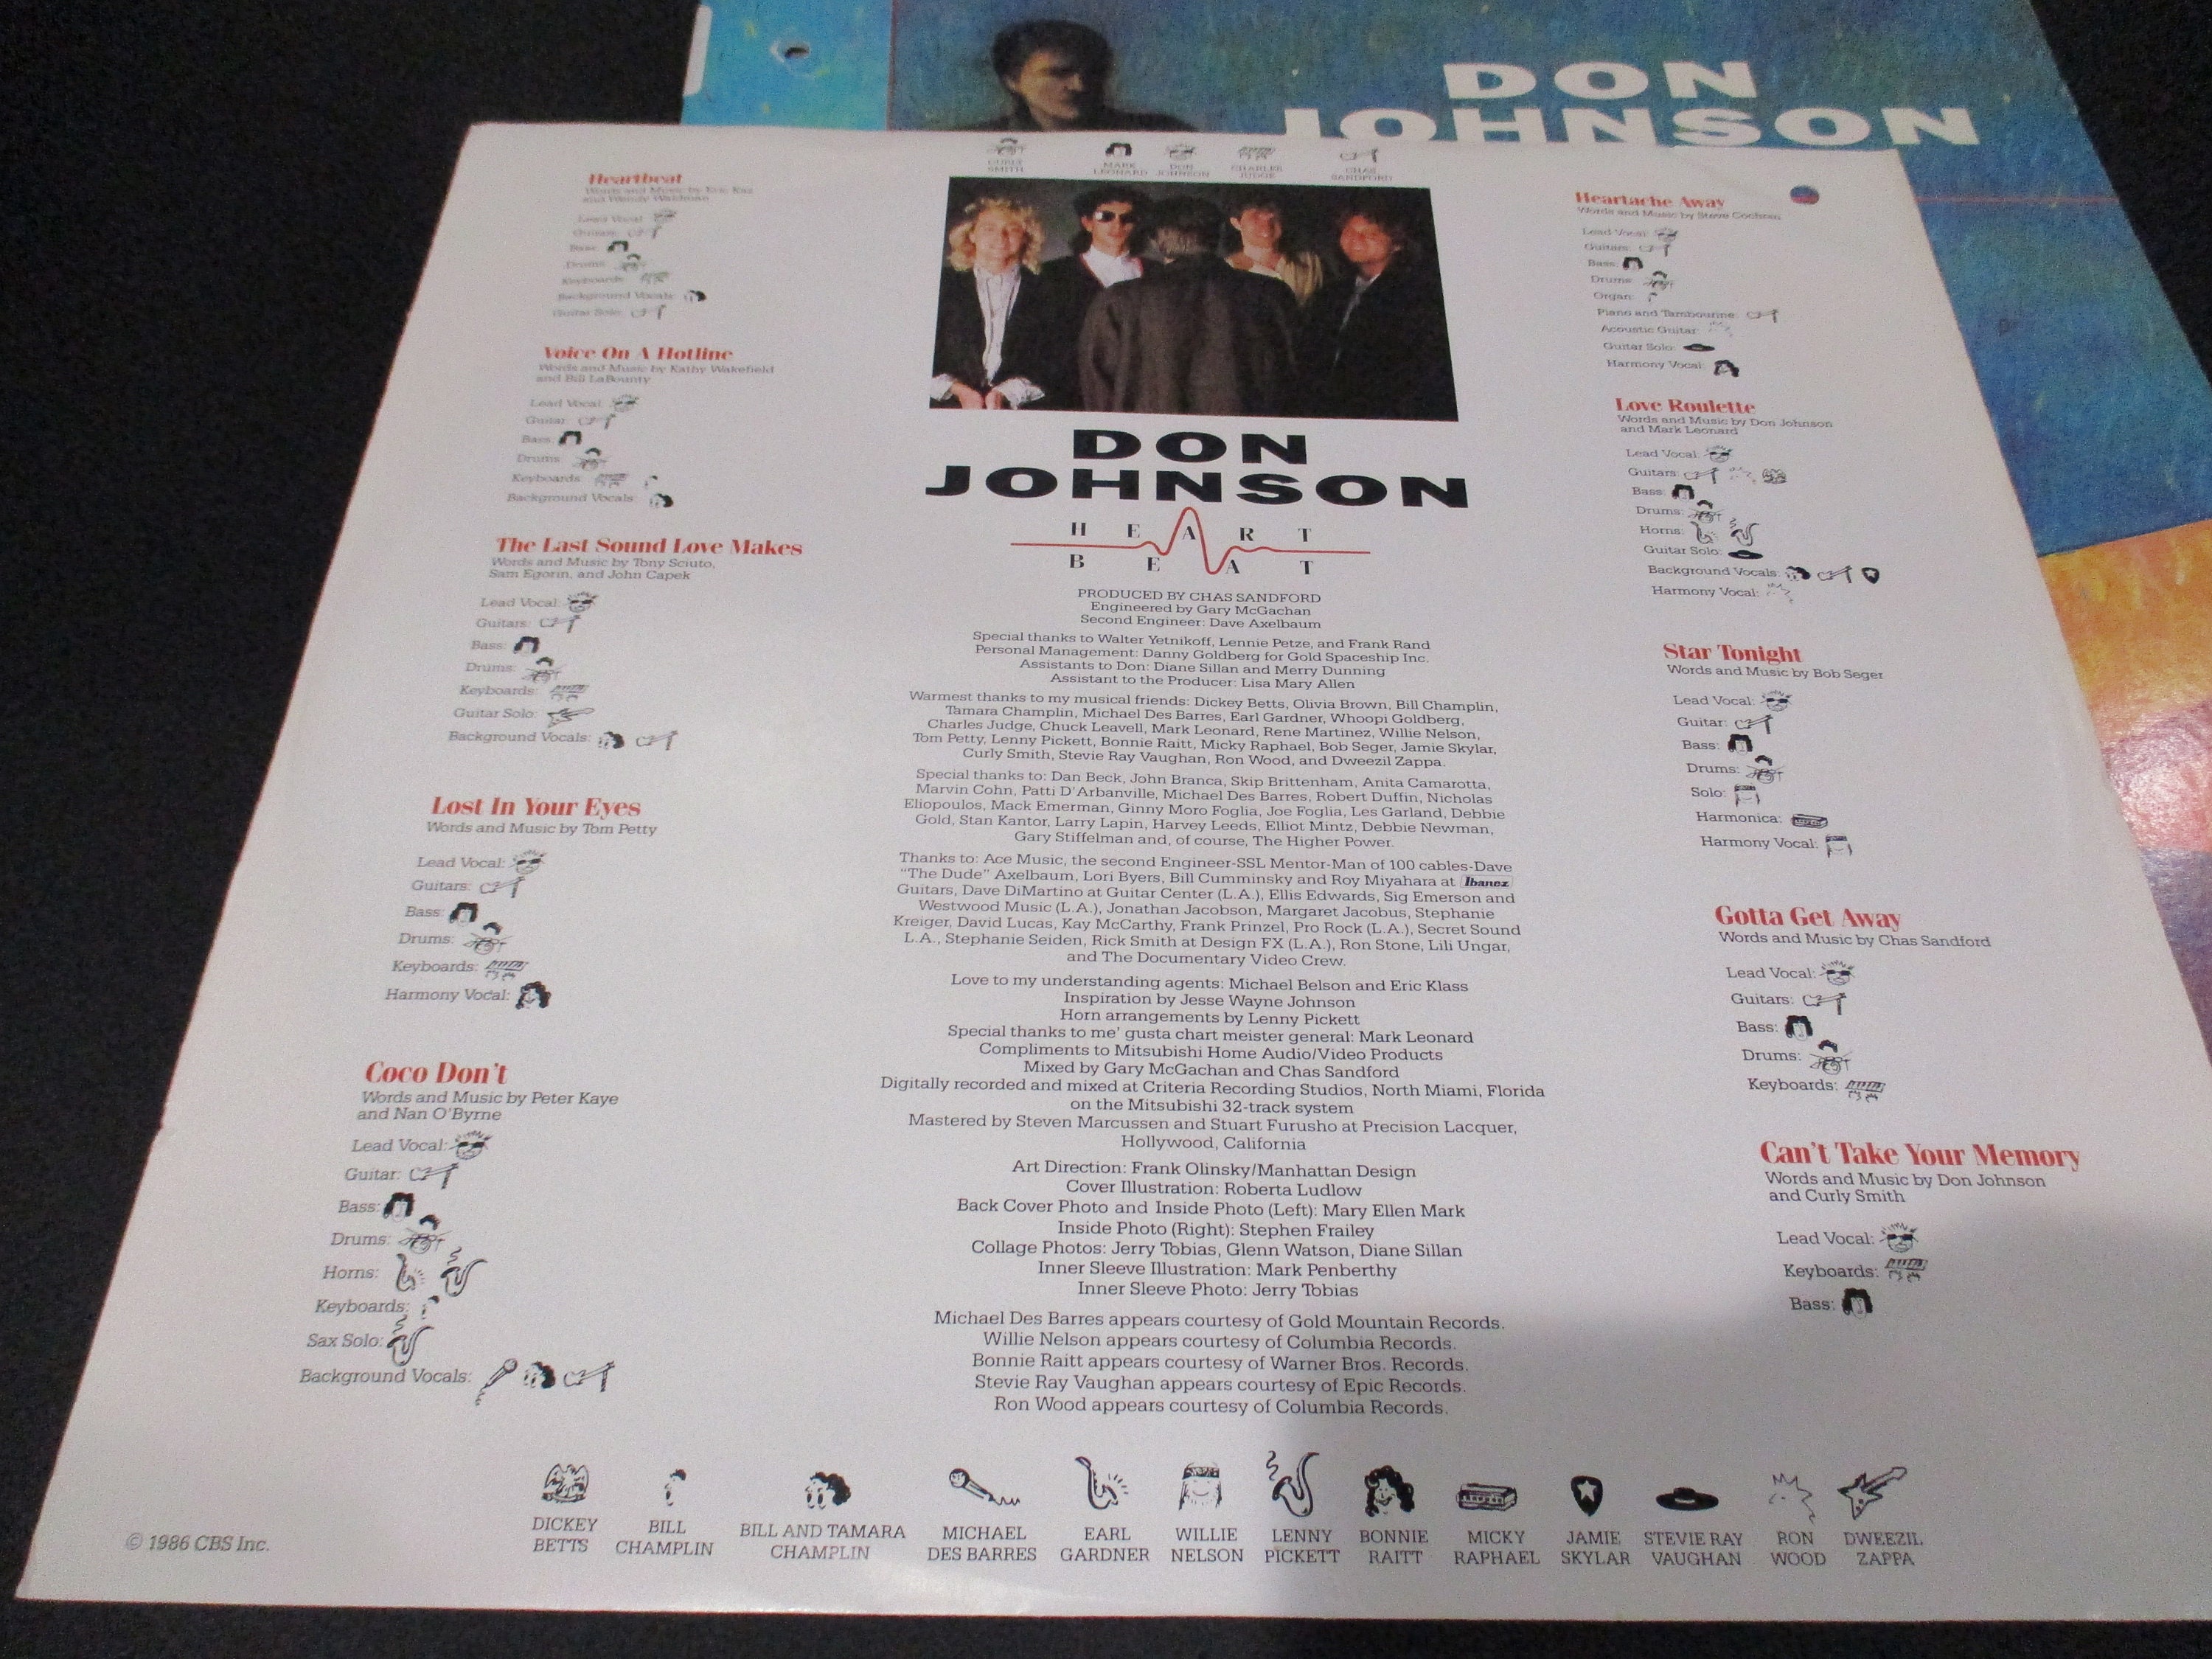 DON
JOHNSON
CURLY
SMITH
MARK
LEONARD
DON
JOHNSON
CHARLES
JUDGE
CHAS
SANDFORD
Heartbeat
Words and Music by Eric Kaz
and Wendy Waldman
Lead Vocal:
Guitars:
Bass:
Drums:
Keyboards:
Background Vocals:
Guitar Solo:
Voice On A Hotline
Words and Music by Kathy Wakefield
and Bill LaBounty
Lead Vocal:
Guitar:
Bass:
Drums:
Keyboards:
Background Vocals:
The Last Sound Love Makes
Words and Music by Tony Sciuto,
Sam Egorin, and John Capek
Lead Vocal:
Guitars:
Bass:
Drums:
Keyboards:
Guitar Solo:
Background Vocals:
Lost In Your Eyes
Words and Music by Tom Petty
Lead Vocal:
Guitars:
Bass:
Drums:
Keyboards:
Harmony Vocal:
Coco Don't
Words and Music by Peter Kaye
and Nan O'Byrne
Lead Vocal:
Guitar:
Bass:
Drums:
Horns:
Keyboards:
Sax Solo:
Background Vocals:
DON
JOHNSON
HEART
BEAT
PRODUCED BY CHAS SANDFORD
Engineered by Gary McGachan
Second Engineer: Dave Axelbaum
Special thanks to Walter Yetnikoff, Lennie Petze, and Frank Rand
Personal Management: Danny Goldberg for Gold Spaceship Inc.
Assistants to Don: Diane Sillan and Merry Dunning
Assistant to the Producer: Lisa Mary Allen
Warmest thanks to my musical friends: Dickey Betts, Olivia Brown, Bill Champlin,
Tamara Champlin, Michael Des Barres, Earl Gardner, Whoopi Goldberg,
Charles Judge, Chuck Leavell, Mark Leonard, Rene Martinez, Willie Nelson,
Tom Petty, Lenny Pickett, Bonnie Raitt, Micky Raphael, Bob Seger, Jamie Skylar,
Curly Smith, Stevie Ray Vaughan, Ron Wood, and Dweezil Zappa.
Special thanks to: Dan Beck, John Branca, Skip Brittenham, Anita Camarotta,
Marvin Cohn, Patti D'Arbanville, Michael Des Barres, Robert Duffin, Nicholas
Eliopoulos, Mack Emerman, Ginny Moro Foglia, Joe Foglia, Les Garland, Debbie
Gold, Stan Kantor, Larry Lapin, Harvey Leeds, Elliot Mintz, Debbie Newman,
Gary Stiffelman and, of course, The Higher Power.
Thanks to: Ace Music, the second Engineer-SSL Mentor-Man of 100 cables-Dave
"The Dude" Axelbaum, Lori Byers, Bill Cumminsky and Roy Miyahara at Ibanez
Guitars, Dave DiMartino at Guitar Center (L.A.), Ellis Edwards, Sig Emerson and
Westwood Music (L.A.), Jonathan Jacobson, Margaret Jacobus, Stephanie
Kreiger, David Lucas, Kay McCarthy, Frank Prinzel, Pro Rock (L.A.), Secret Sound
L.A., Stephanie Seiden, Rick Smith at Design FX (L.A.), Ron Stone, Lili Ungar,
and The Documentary Video Crew.
Love to my understanding agents: Michael Belson and Eric Klass
Inspiration by Jesse Wayne Johnson
Horn arrangements by Lenny Pickett
Special thanks to me' gusta chart meister general: Mark Leonard
Compliments to Mitsubishi Home Audio/Video Products
Mixed by Gary McGachan and Chas Sandford
Digitally recorded and mixed at Criteria Recording Studios, North Miami, Florida
on the Mitsubishi 32-track system
Mastered by Steven Marcussen and Stuart Furusho at Precision Lacquer,
Hollywood, California
Art Direction: Frank Olinsky/Manhattan Design
Cover Illustration: Roberta Ludlow
Back Cover Photo and Inside Photo (Left): Mary Ellen Mark
Inside Photo (Right): Stephen Frailey
Collage Photos: Jerry Tobias, Glenn Watson, Diane Sillan
Inner Sleeve Illustration: Mark Penberthy
Inner Sleeve Photo: Jerry Tobias
Michael Des Barres appears courtesy of Gold Mountain Records.
Willie Nelson appears courtesy of Columbia Records.
Bonnie Raitt appears courtesy of Warner Bros. Records.
Stevie Ray Vaughan appears courtesy of Epic Records.
Ron Wood appears courtesy of Columbia Records.
Heartache Away
Words and Music by Steve Cochran
Lead Vocal:
Guitars:
Bass:
Drums:
Organ:
Piano and Tambourine:
Acoustic Guitar:
Guitar Solo:
Harmony Vocal:
Love Roulette
Words and Music by Don Johnson
and Mark Leonard
Lead Vocal:
Guitars:
Bass:
Drums:
Horns:
Guitar Solo:
Background Vocals:
Harmony Vocal:
Star Tonight
Words and Music by Bob Seger
Lead Vocal:
Guitar:
Bass:
Drums:
Solo:
Harmonica:
Harmony Vocal:
Gotta Get Away
Words and Music by Chas Sandford
Lead Vocal:
Guitars:
Bass:
Drums:
Keyboards:
Can't Take Your Memory
Words and Music by Don Johnson
and Curly Smith
Lead Vocal:
Keyboards:
Bass:
© 1986 CBS Inc.
DICKEY
BETTS
BILL
CHAMPLIN
BILL AND TAMARA
CHAMPLIN
MICHAEL
DES BARRES
EARL
GARDNER
WILLIE
NELSON
LENNY
PICKETT
BONNIE
RAITT
MICKY
RAPHAEL
JAMIE
SKYLAR
STEVIE RAY
VAUGHAN
RON
WOOD
DWEEZIL
ZAPPA